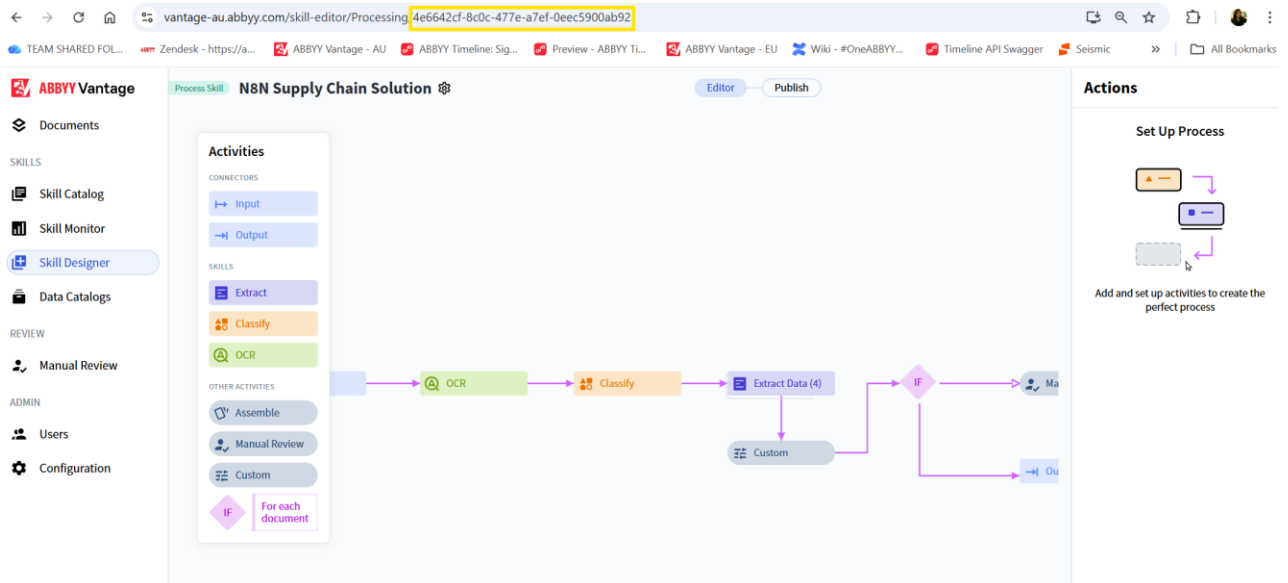 vantage-au.abbyy.com/skill-editor/Processing/4e6642cf-8c0c-477e-a7ef-0eec5900ab92
TEAM SHARED FOL...
Zendesk - https://a...
ABBYY Vantage - AU
ABBYY Timeline: Sig...
Preview - ABBYY Ti...
ABBYY Vantage - EU
Wiki - #OneABBYY...
Timeline API Swagger
Seismic
»
All Bookmarks
ABBYY Vantage
Documents
SKILLS
Skill Catalog
Skill Monitor
Skill Designer
Data Catalogs
REVIEW
Manual Review
ADMIN
Users
Configuration
Process Skill
N8N Supply Chain Solution
Editor
Publish
Activities
CONNECTORS
Input
Output
SKILLS
Extract
Classify
OCR
OTHER ACTIVITIES
Assemble
Manual Review
Custom
IF
For each
document
OCR
Classify
Extract Data (4)
Custom
IF
Ma
Ou
Actions
Set Up Process
Add and set up activities to create the
perfect process